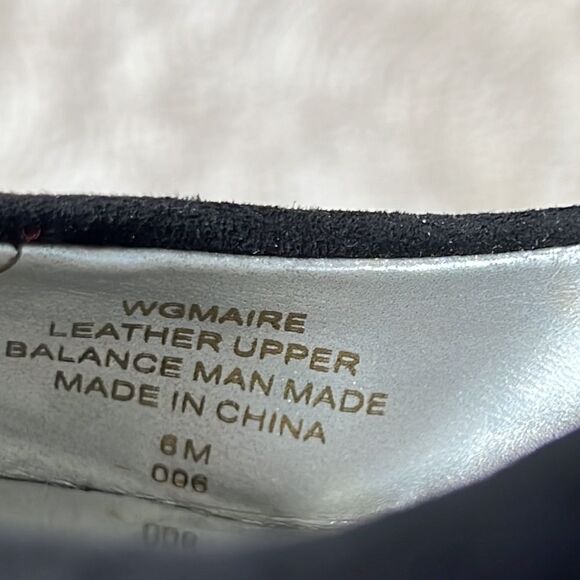 WGMAIRE
LEATHER UPPER
BALANCE MAN MADE
MADE IN CHINA
6M
006